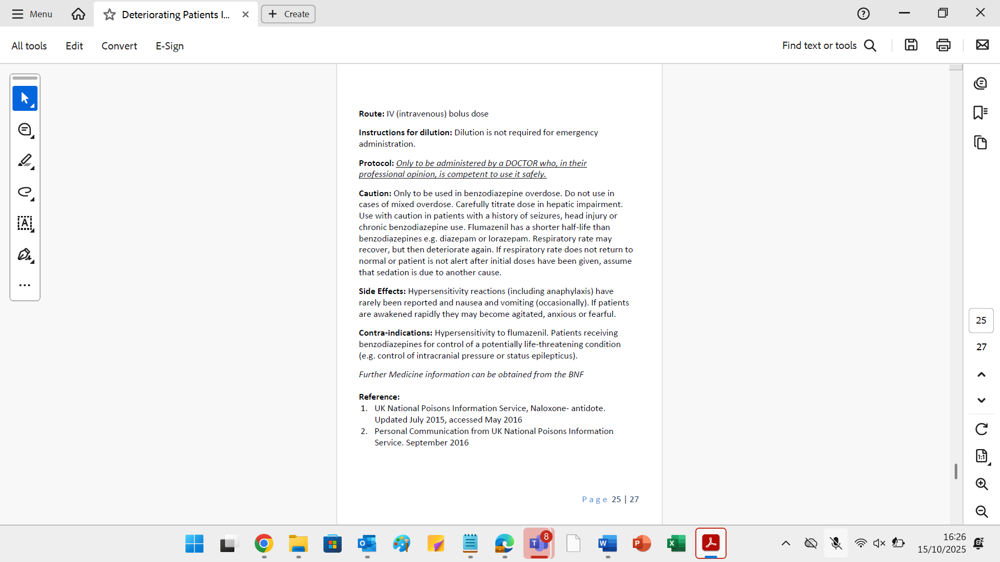 Menu
Deteriorating Patients I...
Create
All tools
Edit
Convert
E-Sign
Find text or tools
Route: IV (intravenous) bolus dose
Instructions for dilution: Dilution is not required for emergency
administration.
Protocol: Only to be administered by a DOCTOR who, in their
professional opinion, is competent to use it safely.
Caution: Only to be used in benzodiazepine overdose. Do not use in
cases of mixed overdose. Carefully titrate dose in hepatic impairment.
Use with caution in patients with a history of seizures, head injury or
chronic benzodiazepine use. Flumazenil has a shorter half-life than
benzodiazepines e.g. diazepam or lorazepam. Respiratory rate may
recover, but then deteriorate again. If respiratory rate does not return to
normal or patient is not alert after initial doses have been given, assume
that sedation is due to another cause.
Side Effects: Hypersensitivity reactions (including anaphylaxis) have
rarely been reported and nausea and vomiting (occasionally). If patients
are awakened rapidly they may become agitated, anxious or fearful.
Contra-indications: Hypersensitivity to flumazenil. Patients receiving
benzodiazepines for control of a potentially life-threatening condition
(e.g. control of intracranial pressure or status epilepticus).
Further Medicine information can be obtained from the BNF
Reference:
1. UK National Poisons Information Service, Naloxone- antidote.
Updated July 2015, accessed May 2016
2. Personal Communication from UK National Poisons Information
Service. September 2016
Page 25 | 27
25
27
1:1
8
16:26
15/10/2025